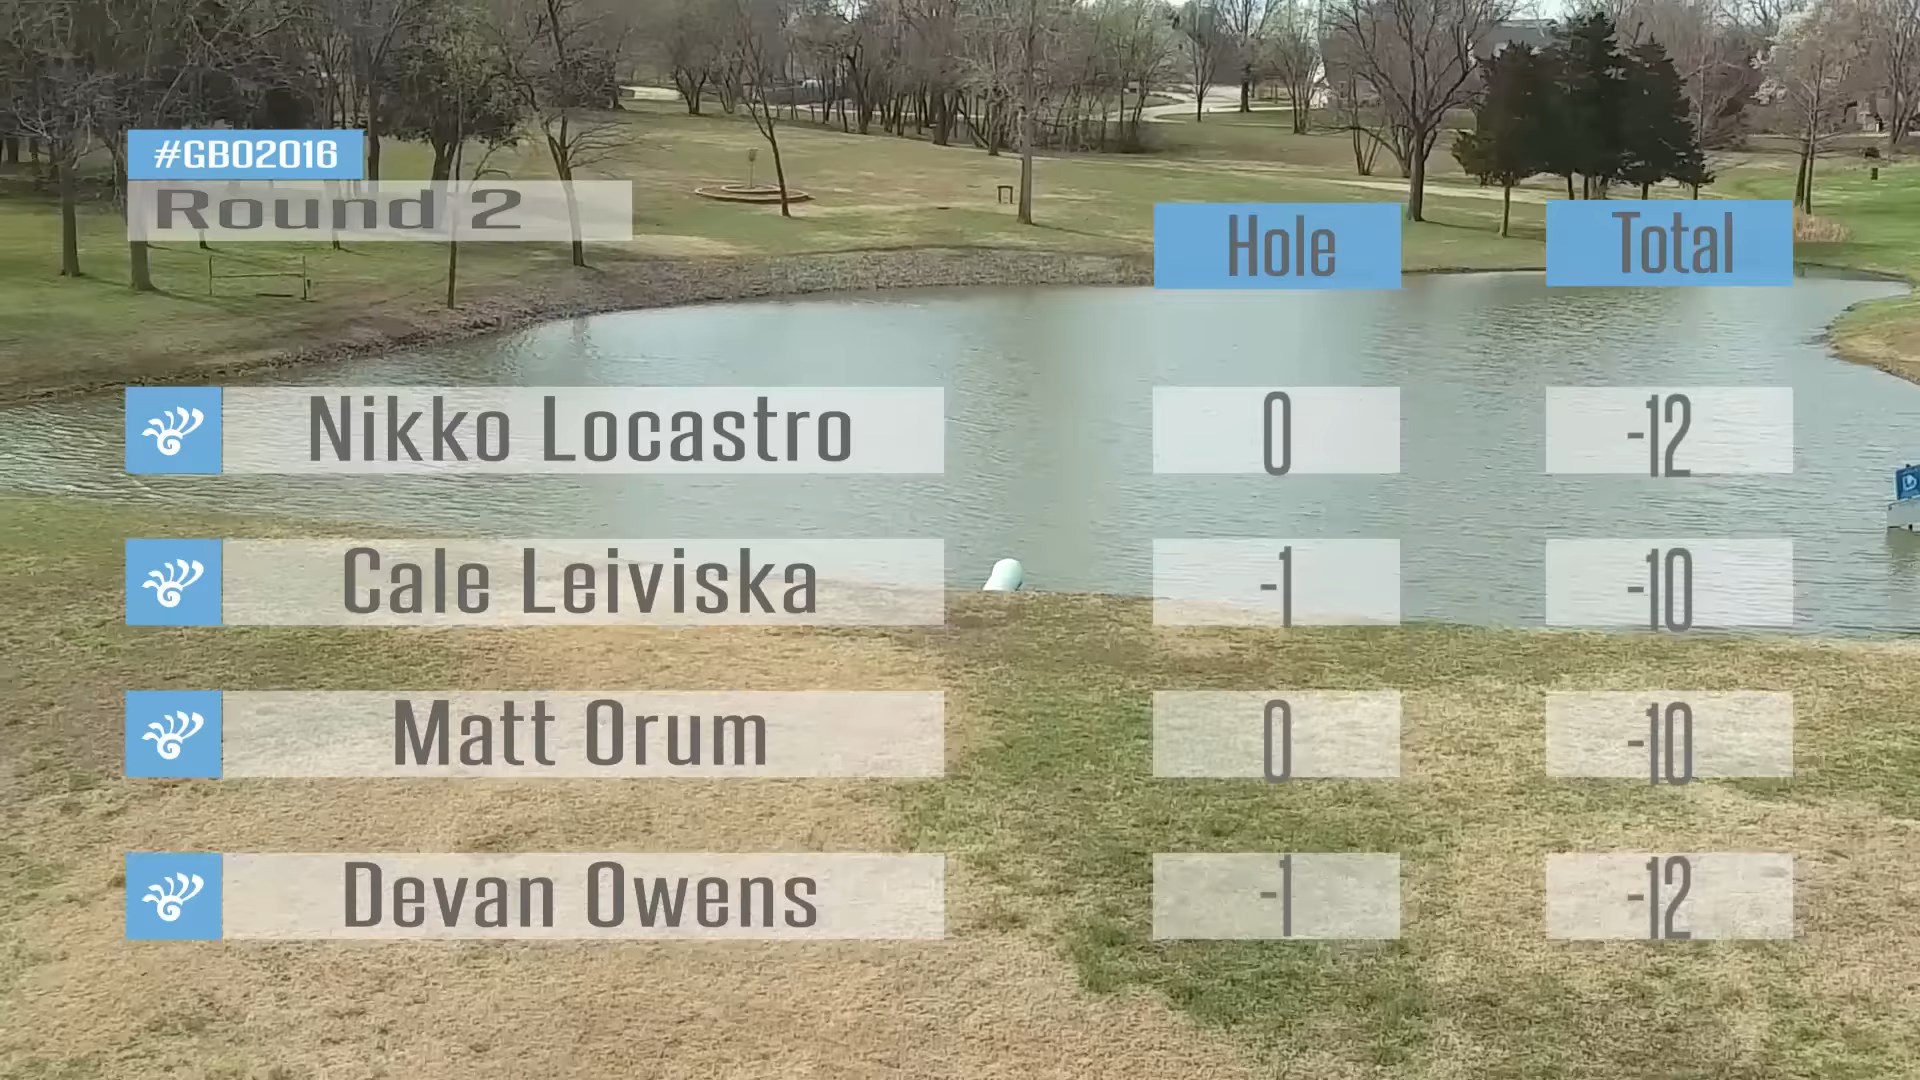 #GBO2016
Round 2
Hole Total
Nikko Locastro 0 -12
Cale Leiviska -1 -10
Matt Orum 0 -10
Devan Owens -1 -12